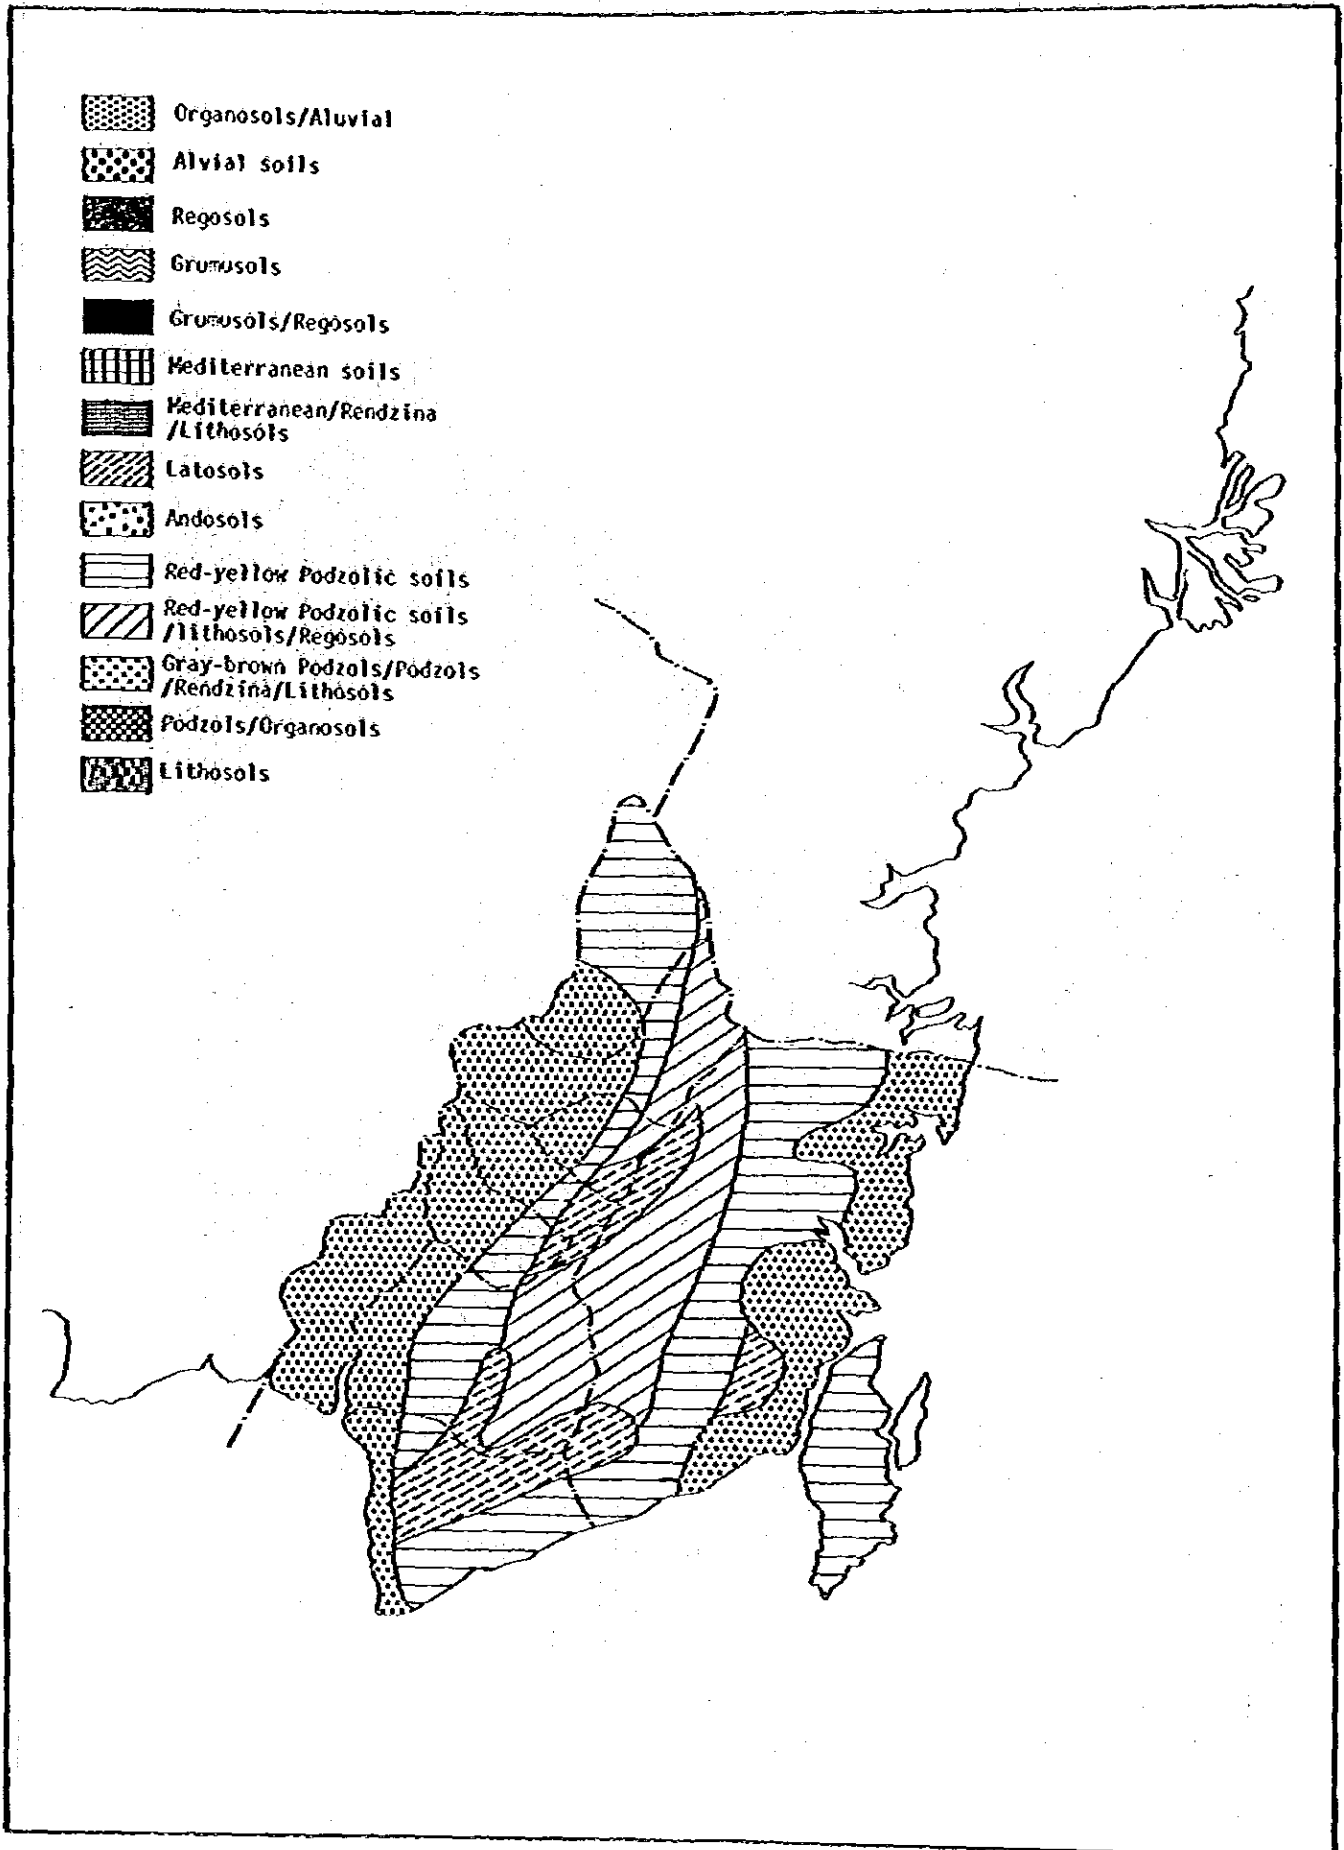 Organosols/Aluvial
Alvial soils
Regosols
Grumusols
Grumusols/Regosols
Mediterranean soils
Mediterranean/Rendzina
/Lithosols
Latosols
Andosols
Red-yellow Podzolic soils
Red-yellow Podzolic soils
/lithosols/Regosols
Gray-brown Podzols/Podzols
/Rendzina/Lithosols
Podzols/Organosols
Lithosols